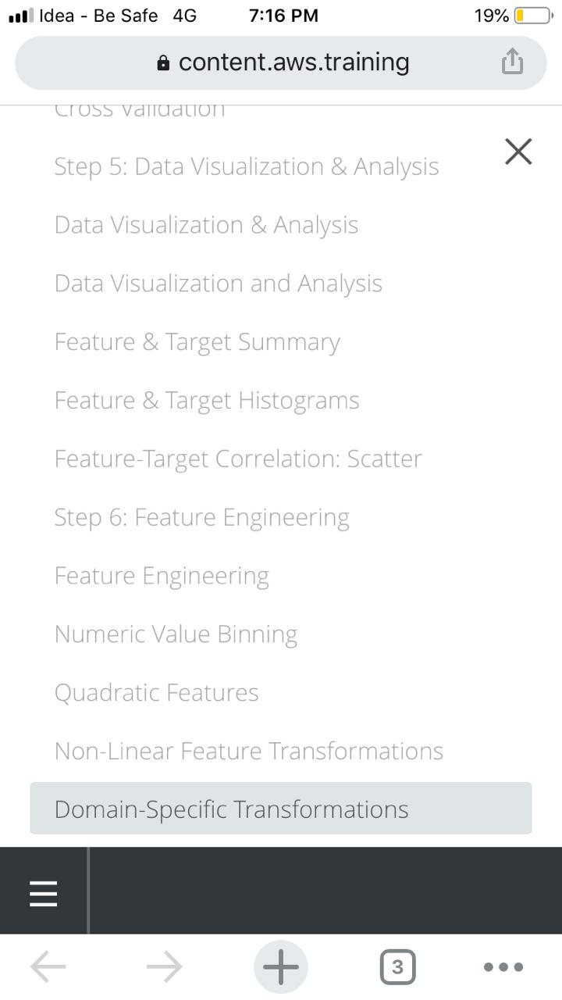 Idea - Be Safe 4G 7:16 PM 19%
content.aws.training
Cross Validation
Step 5: Data Visualization & Analysis
Data Visualization & Analysis
Data Visualization and Analysis
Feature & Target Summary
Feature & Target Histograms
Feature-Target Correlation: Scatter
Step 6: Feature Engineering
Feature Engineering
Numeric Value Binning
Quadratic Features
Non-Linear Feature Transformations
Domain-Specific Transformations
3